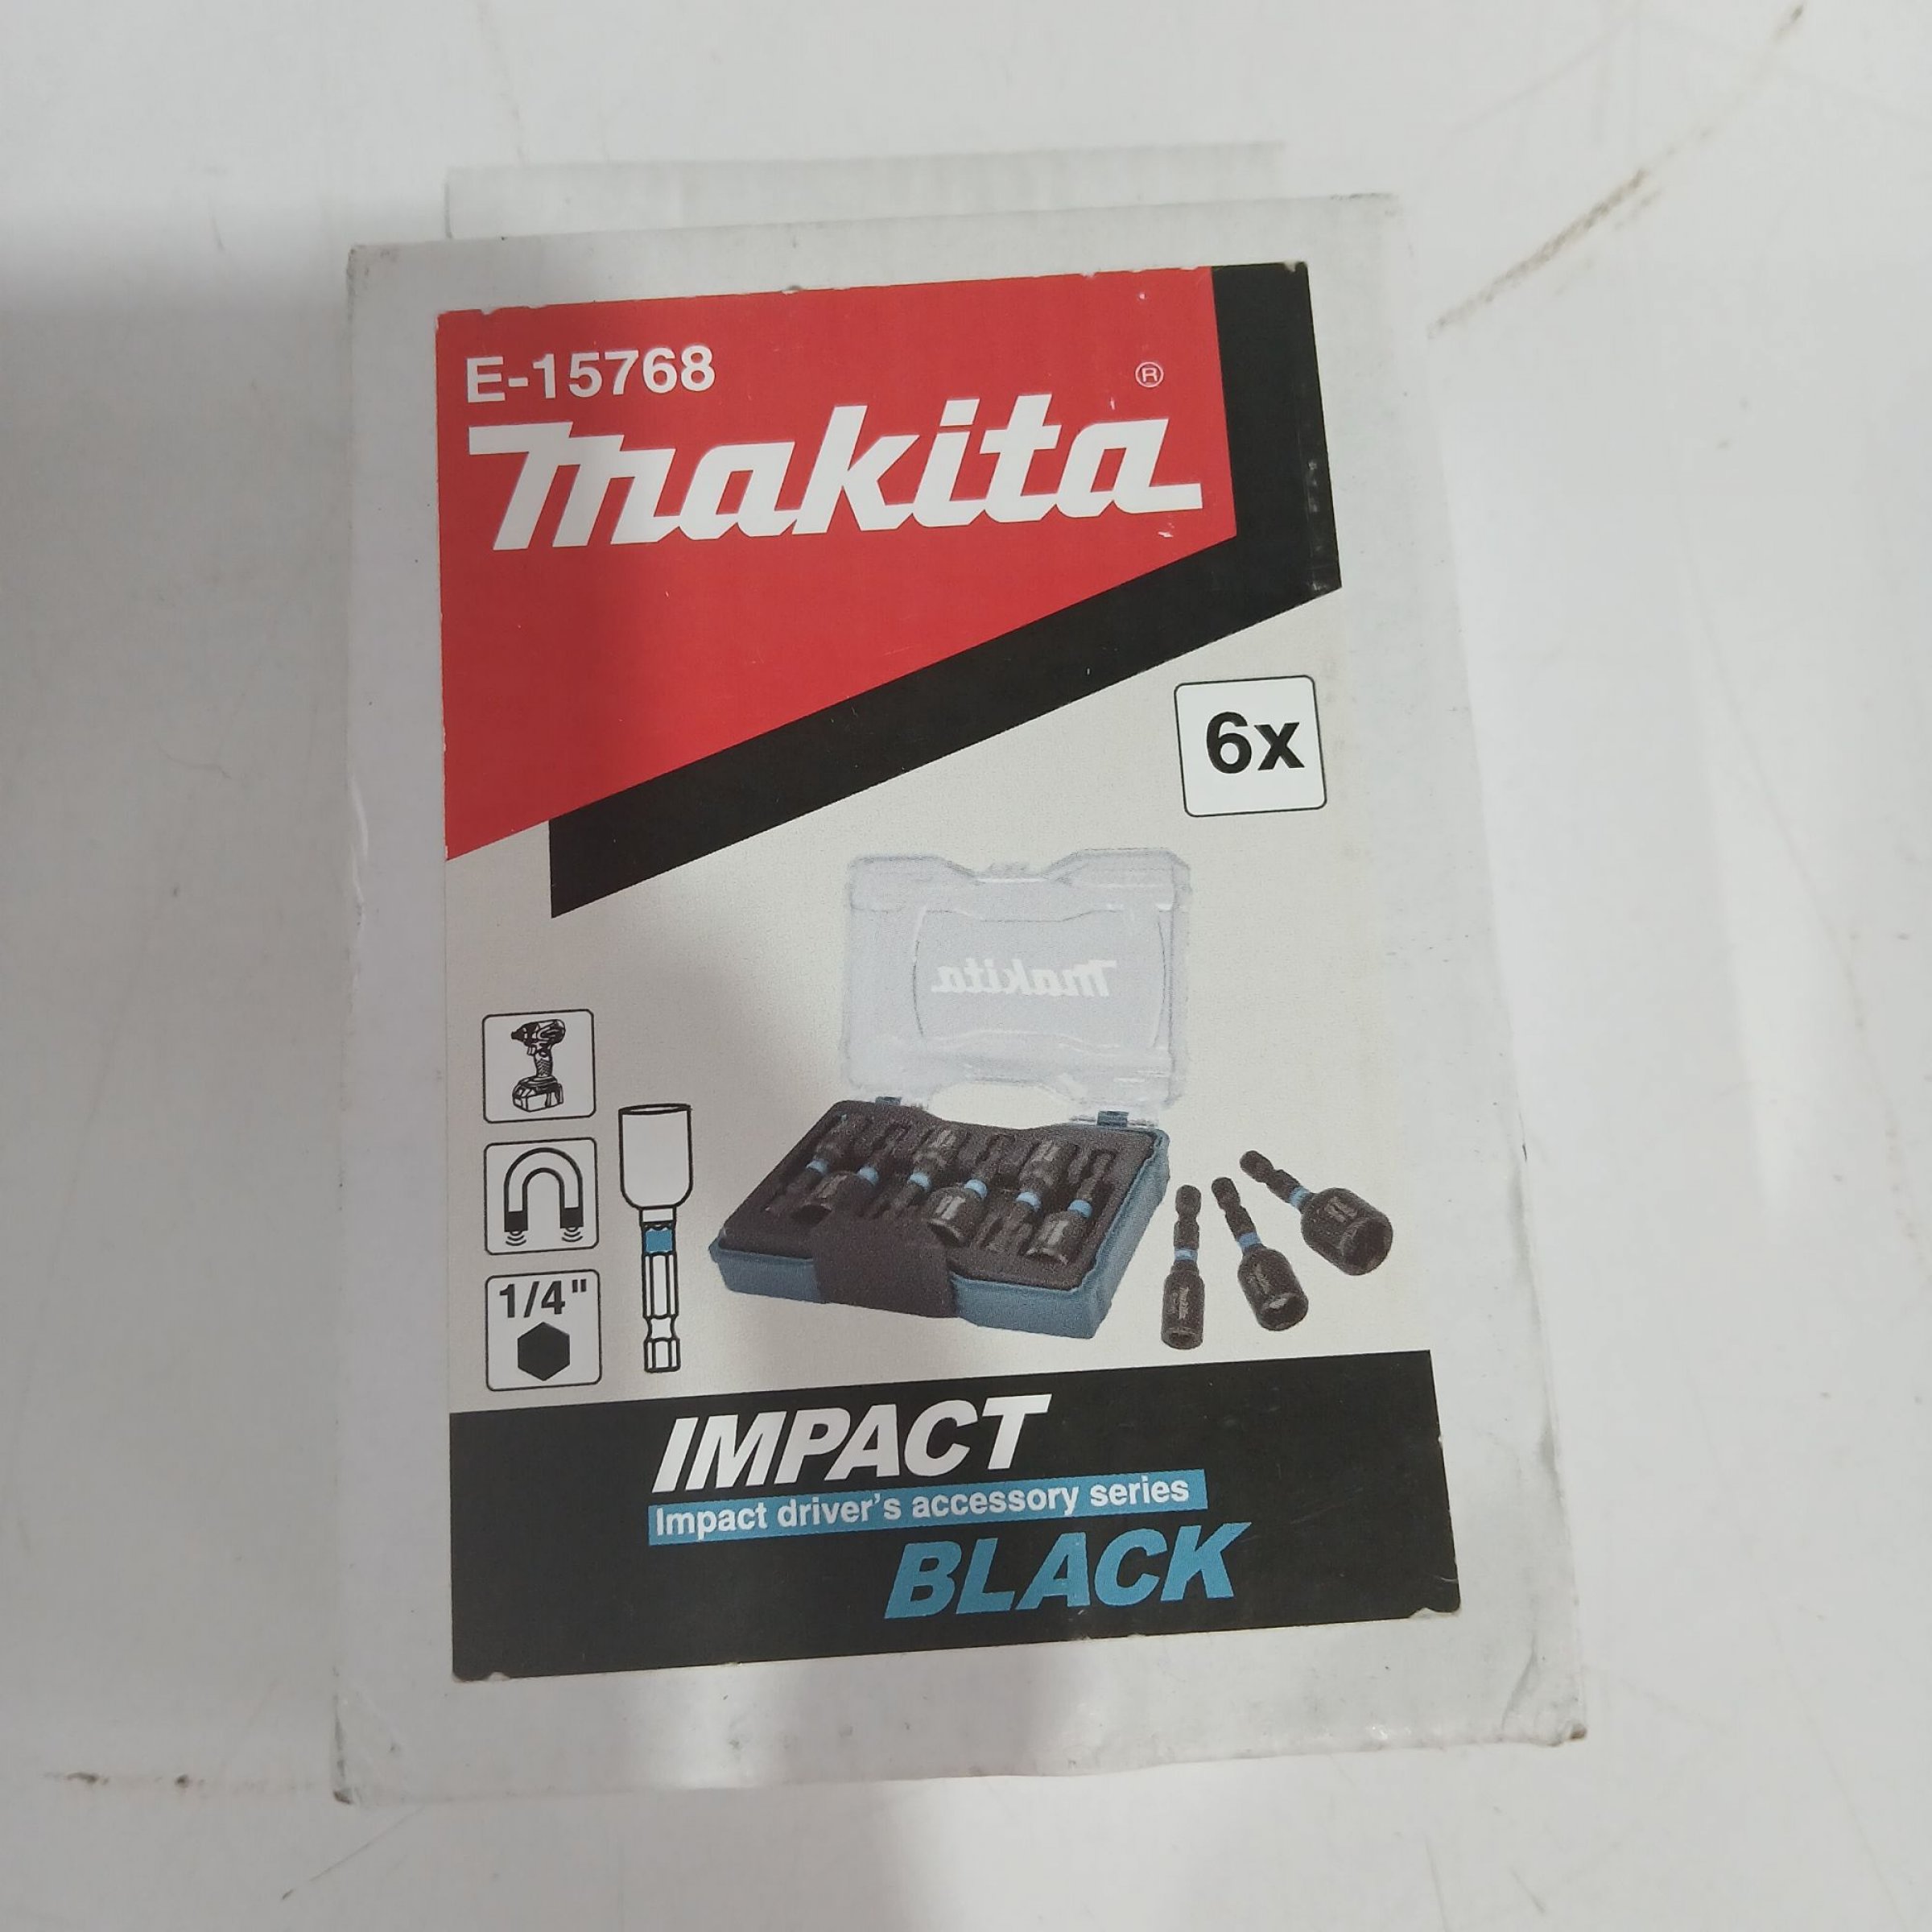 E-15768
makita®
6x
makita
1/4"
IMPACT
Impact driver's accessory series
BLACK